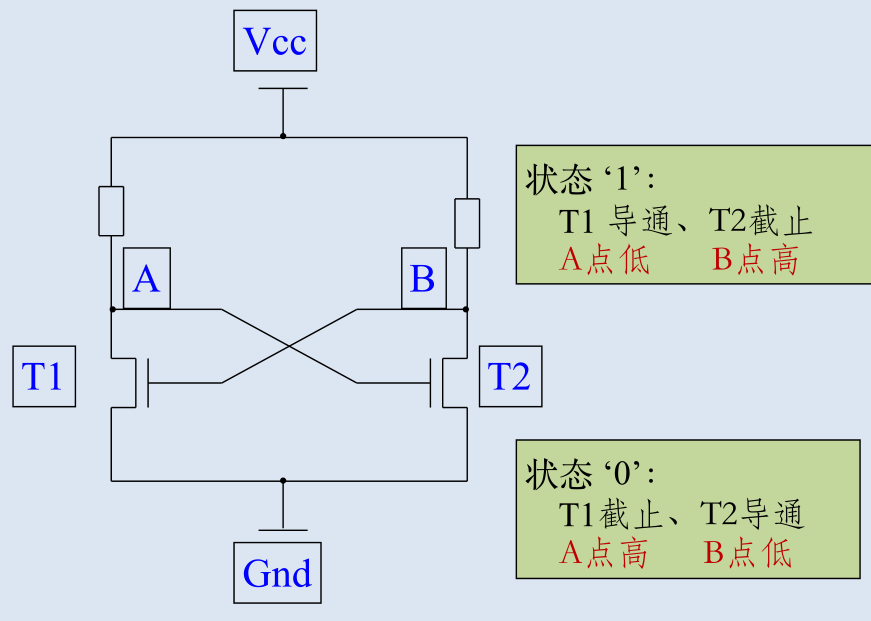 Vcc
A
B
T1
T2
Gnd
状态 ‘1’:
T1 导通、T2截止
A点低 B点高
状态 ‘0’:
T1截止、T2导通
A点高 B点低